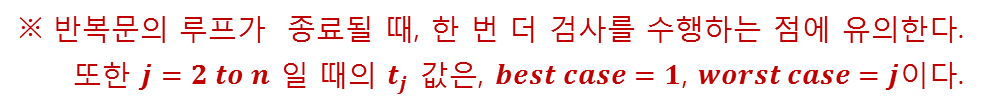 ※ 반복문의 루프가 종료될 때, 한 번 더 검사를 수행하는 점에 유의한다.
또한 j = 2 to n 일 때의 tⱼ 값은, best case = 1, worst case = j이다.